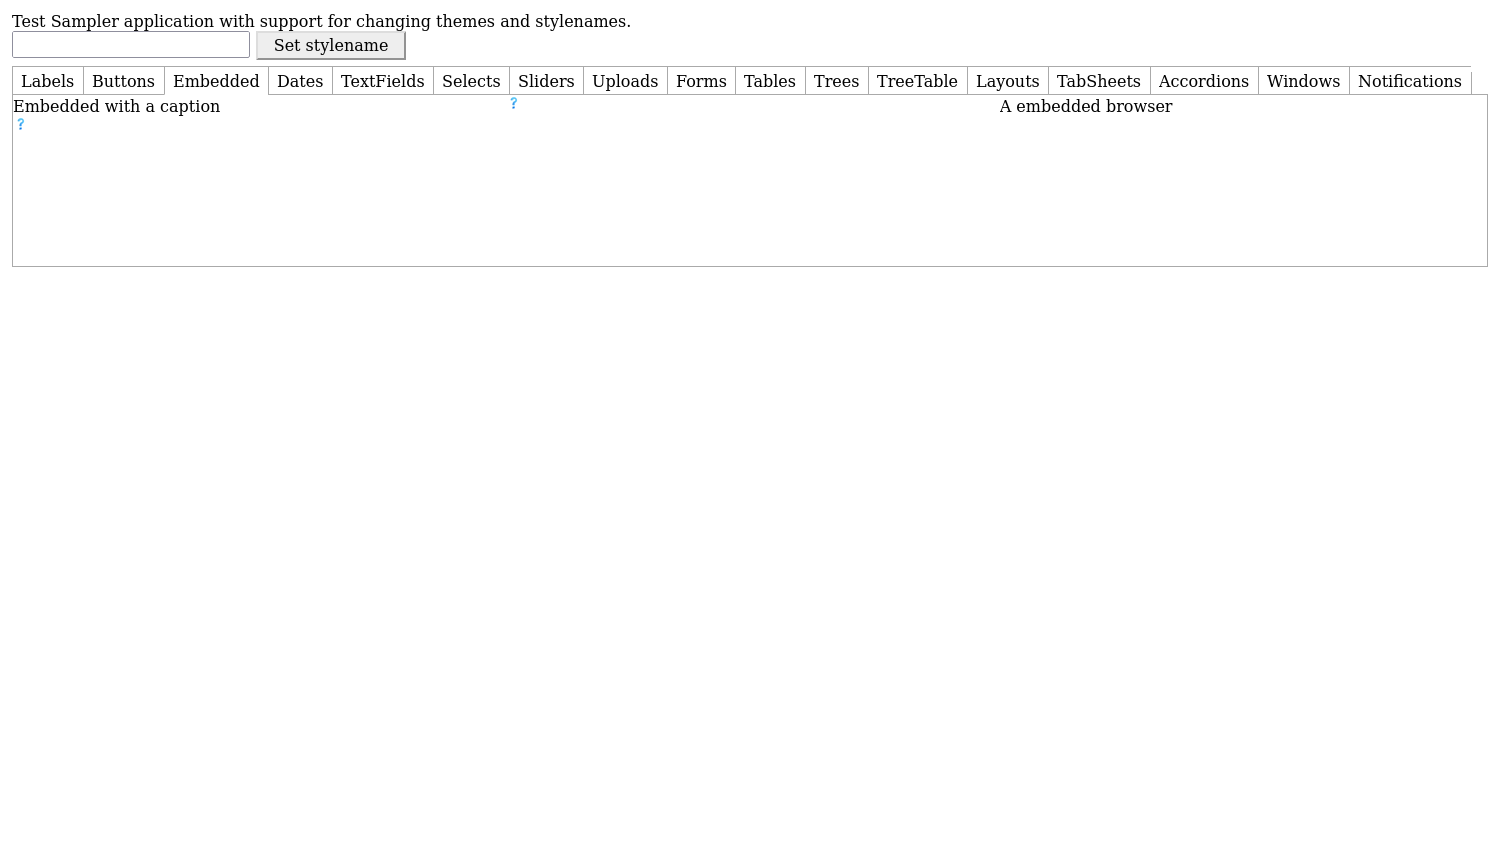 Test Sampler application with support for changing themes and stylenames.
Set stylename
Labels Buttons Embedded Dates TextFields Selects Sliders Uploads Forms Tables Trees TreeTable Layouts TabSheets Accordions Windows Notifications
Embedded with a caption ? A embedded browser
?